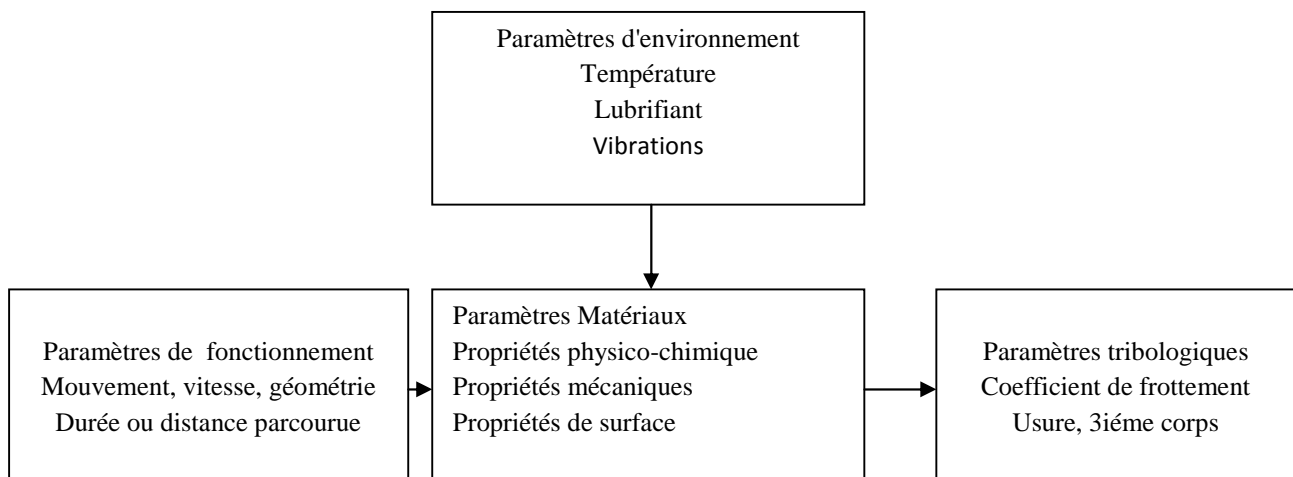 Paramètres d'environnement
Température
Lubrifiant
Vibrations
Paramètres de fonctionnement
Mouvement, vitesse, géométrie
Durée ou distance parcourue
Paramètres Matériaux
Propriétés physico-chimique
Propriétés mécaniques
Propriétés de surface
Paramètres tribologiques
Coefficient de frottement
Usure, 3iéme corps